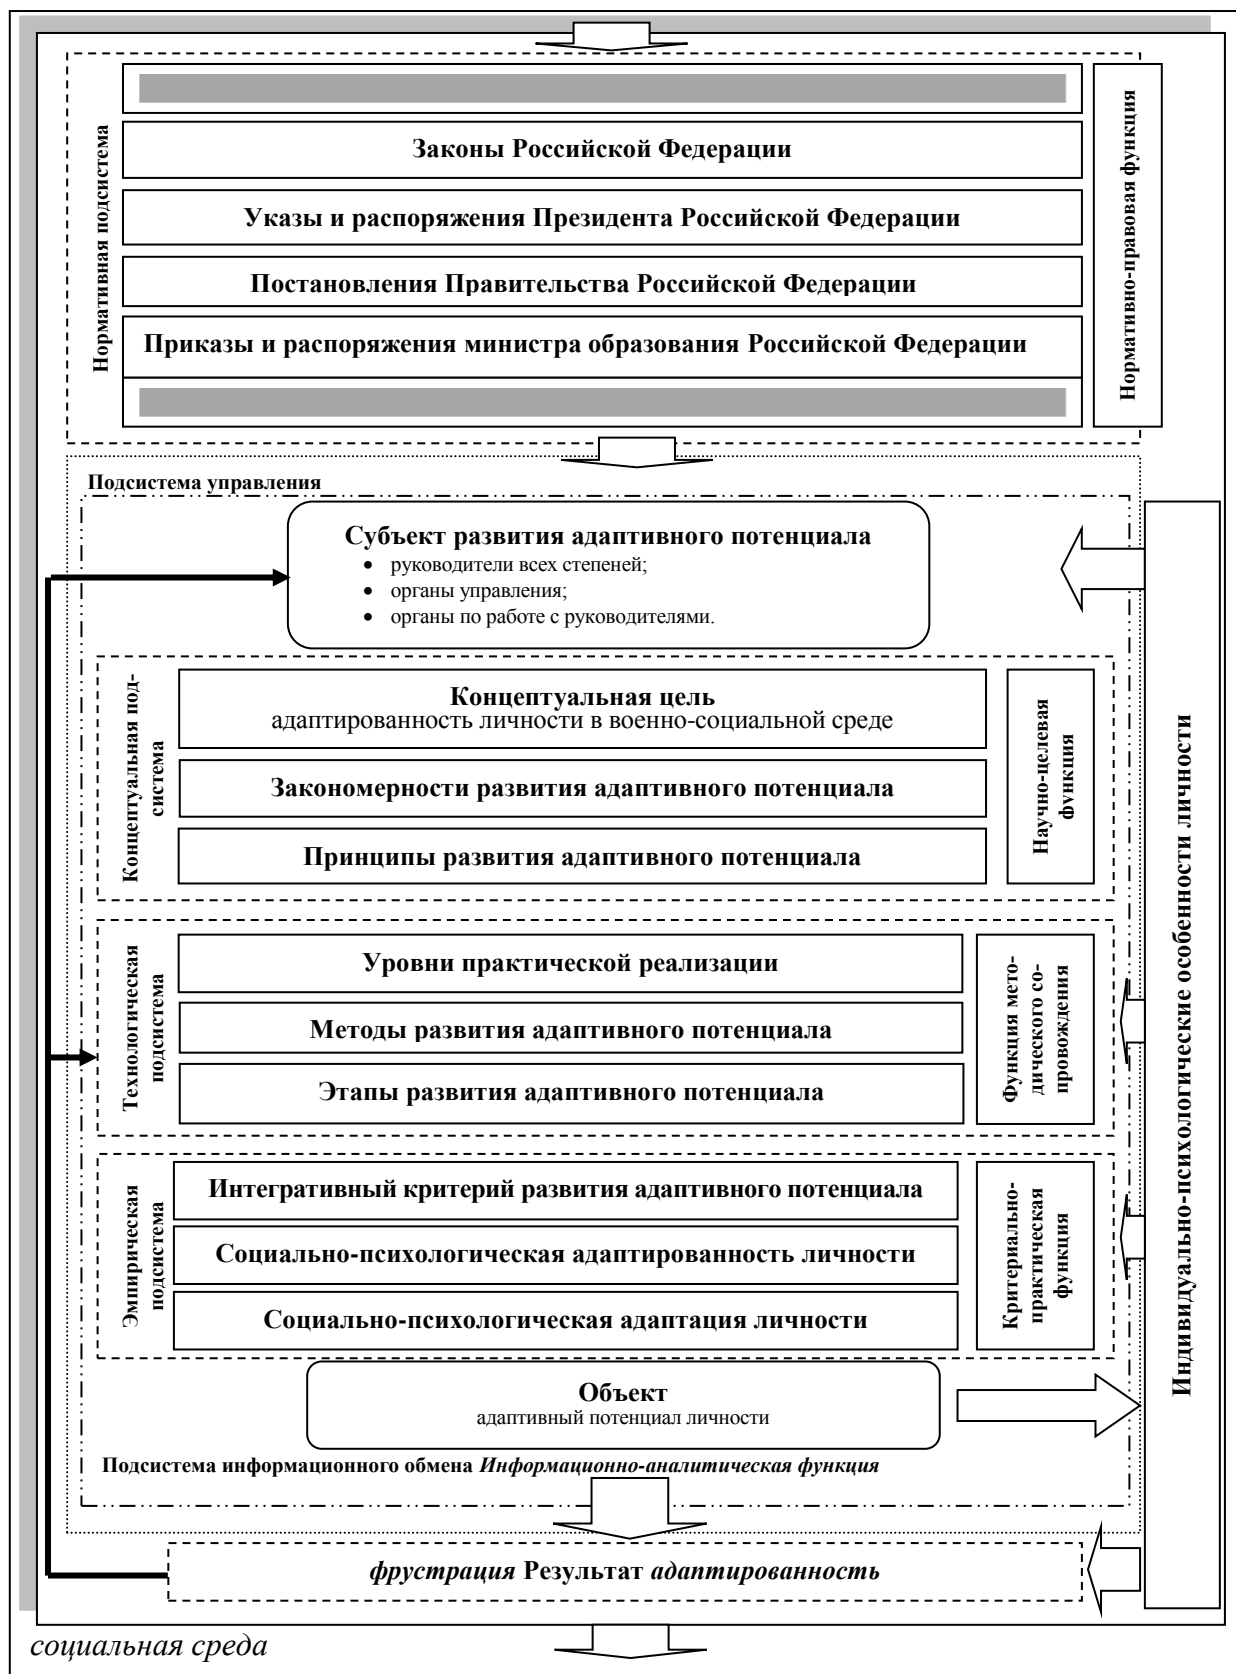 Нормативная подсистема
Законы Российской Федерации
Указы и распоряжения Президента Российской Федерации
Постановления Правительства Российской Федерации
Приказы и распоряжения министра образования Российской Федерации
Нормативно-правовая функция
Подсистема управления
Субъект развития адаптивного потенциала
• руководители всех степеней;
• органы управления;
• органы по работе с руководителями.
Концептуальная под-
система
Концептуальная цель
адаптированность личности в военно-социальной среде
Закономерности развития адаптивного потенциала
Принципы развития адаптивного потенциала
Научно-целевая
функция
Технологическая
подсистема
Уровни практической реализации
Методы развития адаптивного потенциала
Этапы развития адаптивного потенциала
Функция мето-
дического со-
провождения
Эмпирическая
подсистема
Интегративный критерий развития адаптивного потенциала
Социально-психологическая адаптированность личности
Социально-психологическая адаптация личности
Критериально-
практическая
функция
Индивидуально-психологические особенности личности
Объект
адаптивный потенциал личности
Подсистема информационного обмена Информационно-аналитическая функция
фрустрация Результат адаптированность
социальная среда